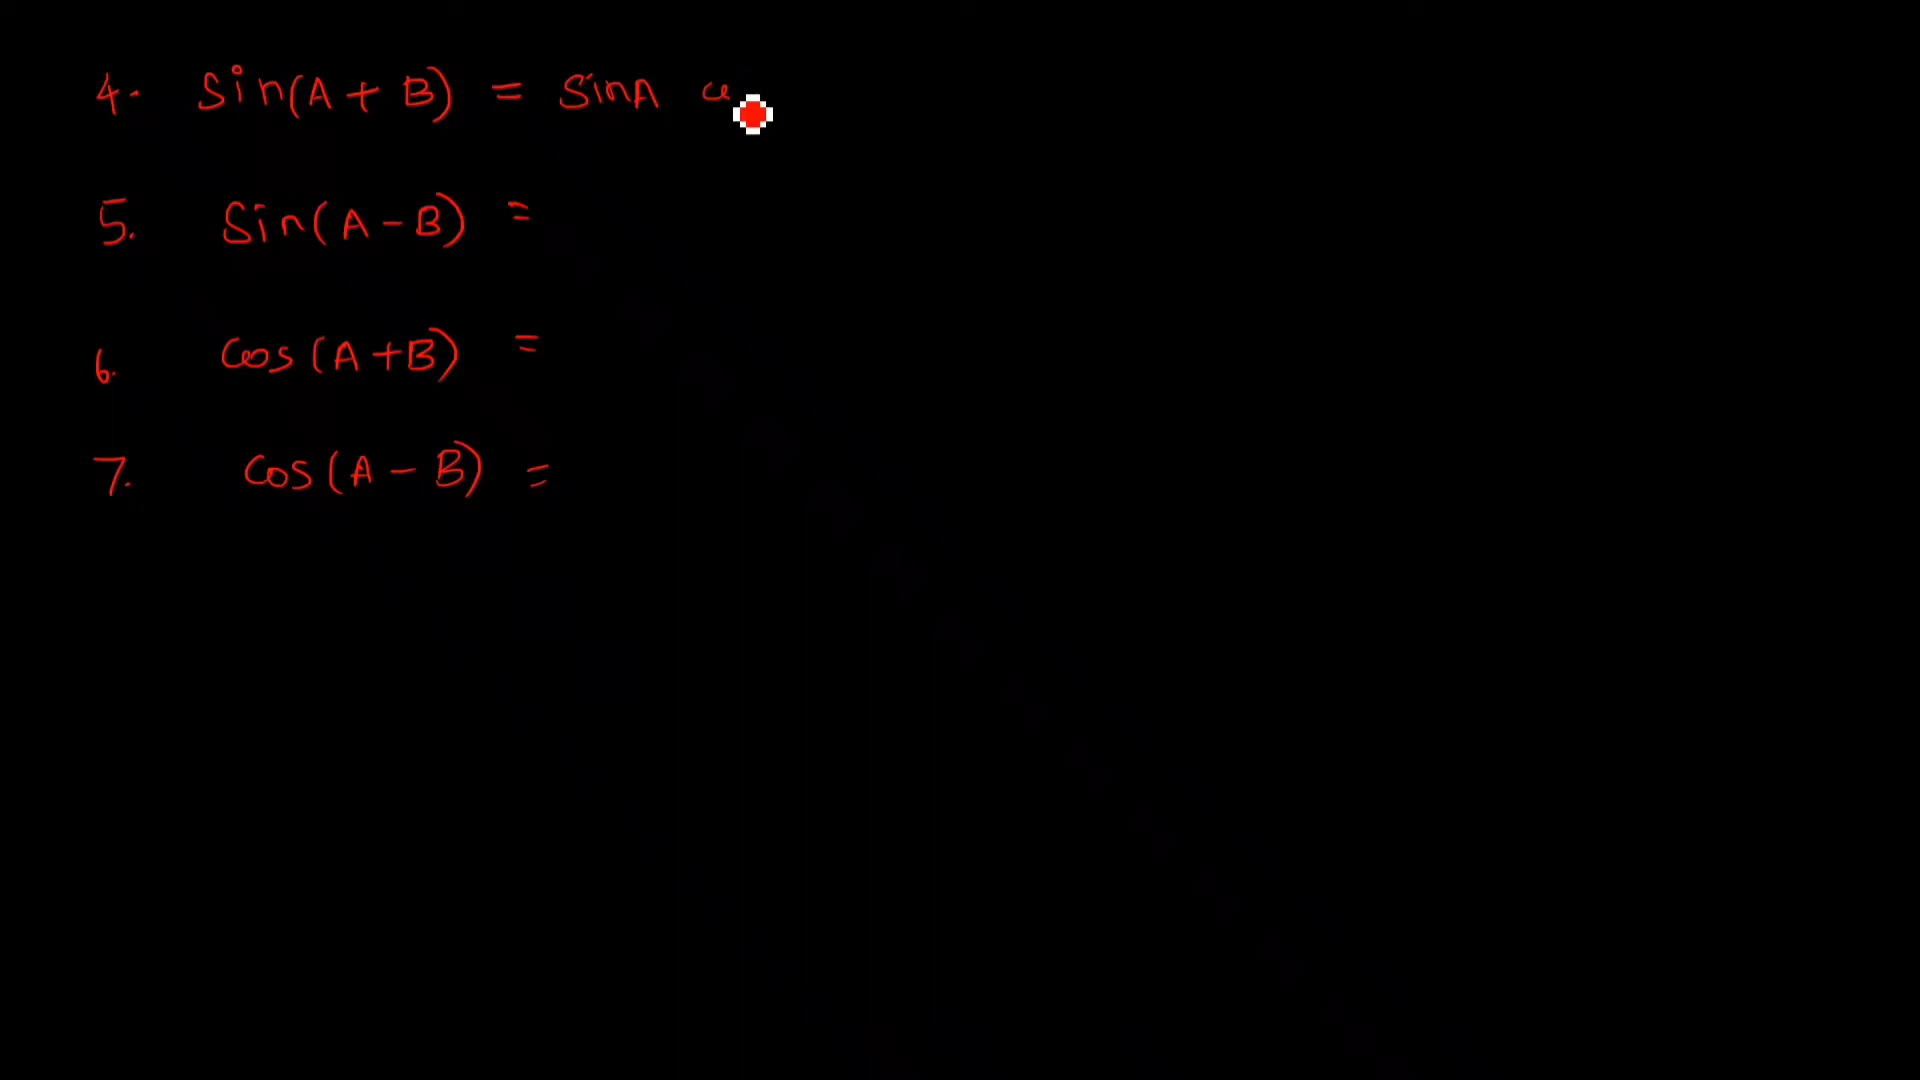 4. Sin(A + B) = SinA
5. Sin(A - B) =
6. Cos(A + B) =
7. Cos(A - B) =